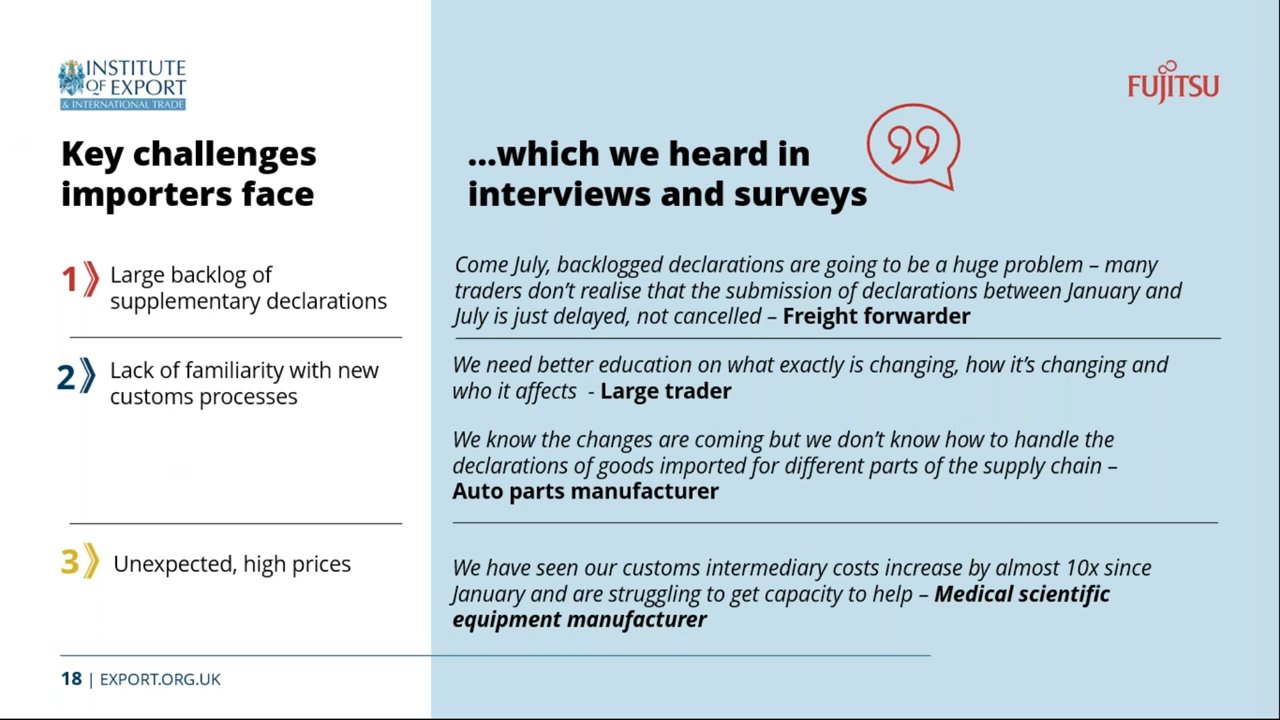 INSTITUTE
OF EXPORT
& INTERNATIONAL TRADE
FUJITSU
Key challenges
importers face
...which we heard in
interviews and surveys
1
Large backlog of
supplementary declarations
Come July, backlogged declarations are going to be a huge problem – many
traders don't realise that the submission of declarations between January and
July is just delayed, not cancelled – Freight forwarder
2
Lack of familiarity with new
customs processes
We need better education on what exactly is changing, how it's changing and
who it affects - Large trader
We know the changes are coming but we don't know how to handle the
declarations of goods imported for different parts of the supply chain –
Auto parts manufacturer
3
Unexpected, high prices
We have seen our customs intermediary costs increase by almost 10x since
January and are struggling to get capacity to help – Medical scientific
equipment manufacturer
18 | EXPORT.ORG.UK